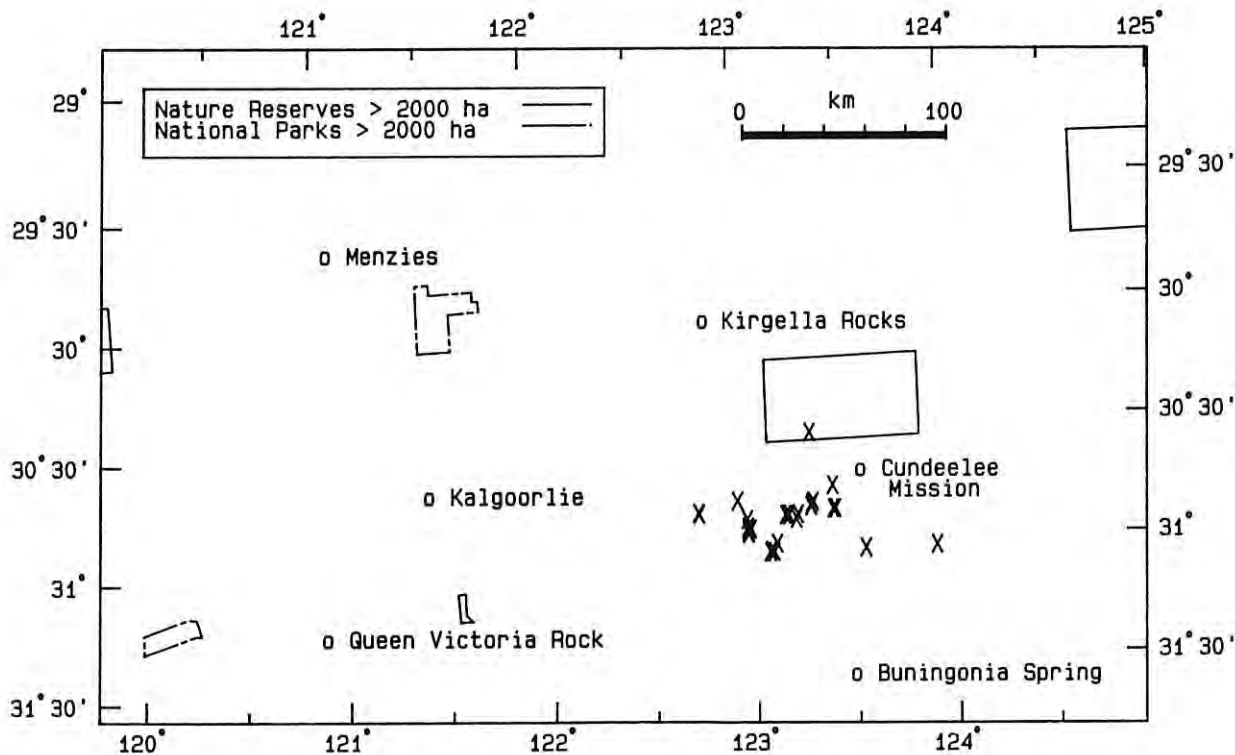 121° 122° 123° 124° 125°
Nature Reserves > 2000 ha
National Parks > 2000 ha
km
0 100
29°
29° 30'
29° 30'
o Menzies
30°
o Kirgella Rocks
30°
30° 30'
30° 30'
o Cundeelee
Mission
o Kalgoorlie
X X X X X X X X X X X X X X
31°
31°
o Queen Victoria Rock
31° 30'
o Buningonia Spring
31° 30'
120° 121° 122° 123° 124°